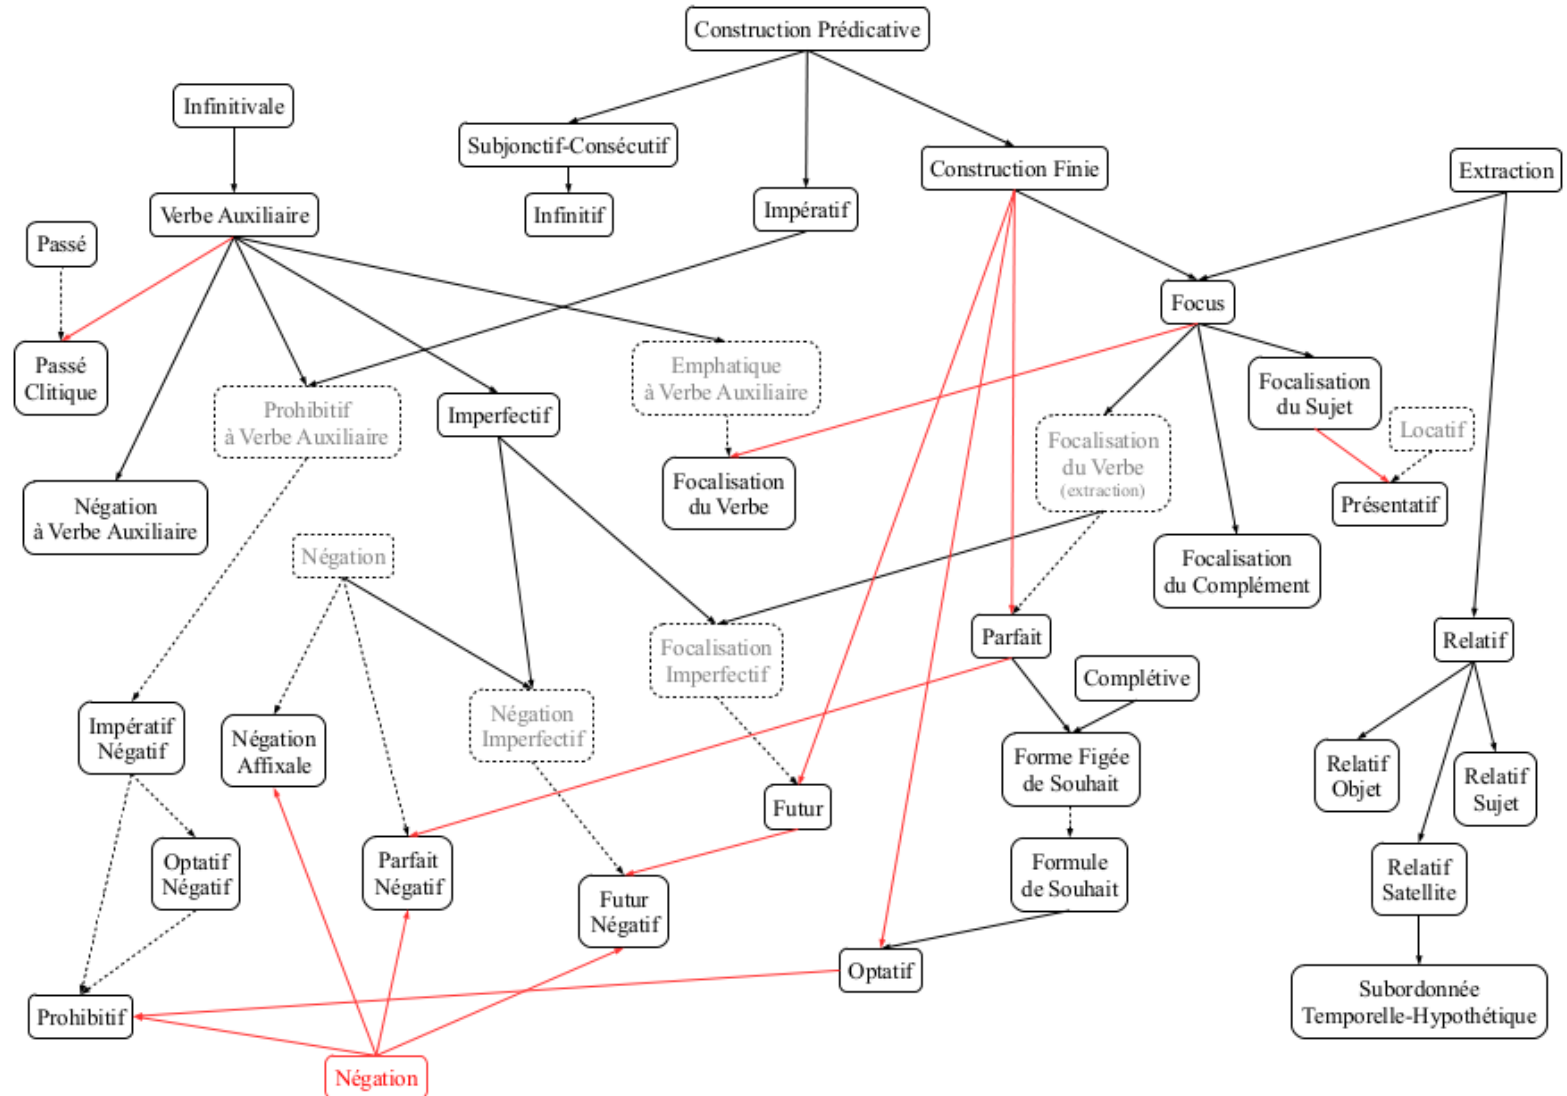 Construction Prédicative
Infinitivale
Subjonctif-Consécutif
Construction Finie
Extraction
Verbe Auxiliaire
Infinitif
Impératif
Passé
Focus
Passé
Clitique
Emphatique
à Verbe Auxiliaire
Focalisation
du Sujet
Prohibitif
à Verbe Auxiliaire
Imperfectif
Focalisation
du Verbe
(extraction)
Locatif
Négation
à Verbe Auxiliaire
Focalisation
du Verbe
Présentatif
Négation
Focalisation
du Complément
Parfait
Relatif
Focalisation
Imperfectif
Complétive
Impératif
Négatif
Négation
Affixale
Négation
Imperfectif
Forme Figée
de Souhait
Relatif
Objet
Relatif
Sujet
Futur
Optatif
Négatif
Parfait
Négatif
Futur
Négatif
Formule
de Souhait
Relatif
Satellite
Optatif
Prohibitif
Subordonnée
Temporelle-Hypothétique
Négation